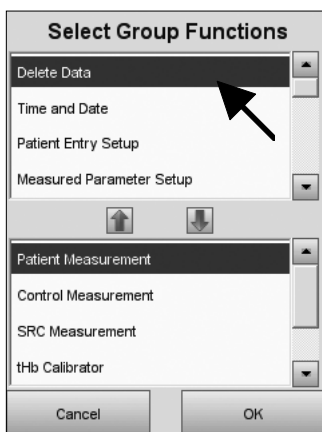 Select Group Functions
Delete Data
Time and Date
Patient Entry Setup
Measured Parameter Setup
Patient Measurement
Control Measurement
SRC Measurement
tHb Calibrator
Cancel OK